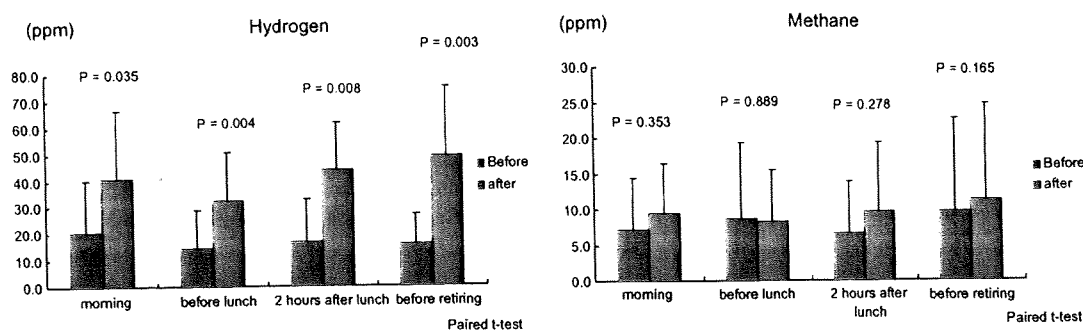 (ppm)
Hydrogen
P = 0.003
P = 0.035
P = 0.008
P = 0.004
80.0
70.0
60.0
50.0
40.0
30.0
20.0
10.0
0.0
Before
after
morning
before lunch
2 hours after lunch
before retiring
Paired t-test
(ppm)
Methane
P = 0.165
P = 0.889
P = 0.278
P = 0.353
30.0
25.0
20.0
15.0
10.0
5.0
0.0
Before
after
morning
before lunch
2 hours after
lunch
before retiring
Paired t-test